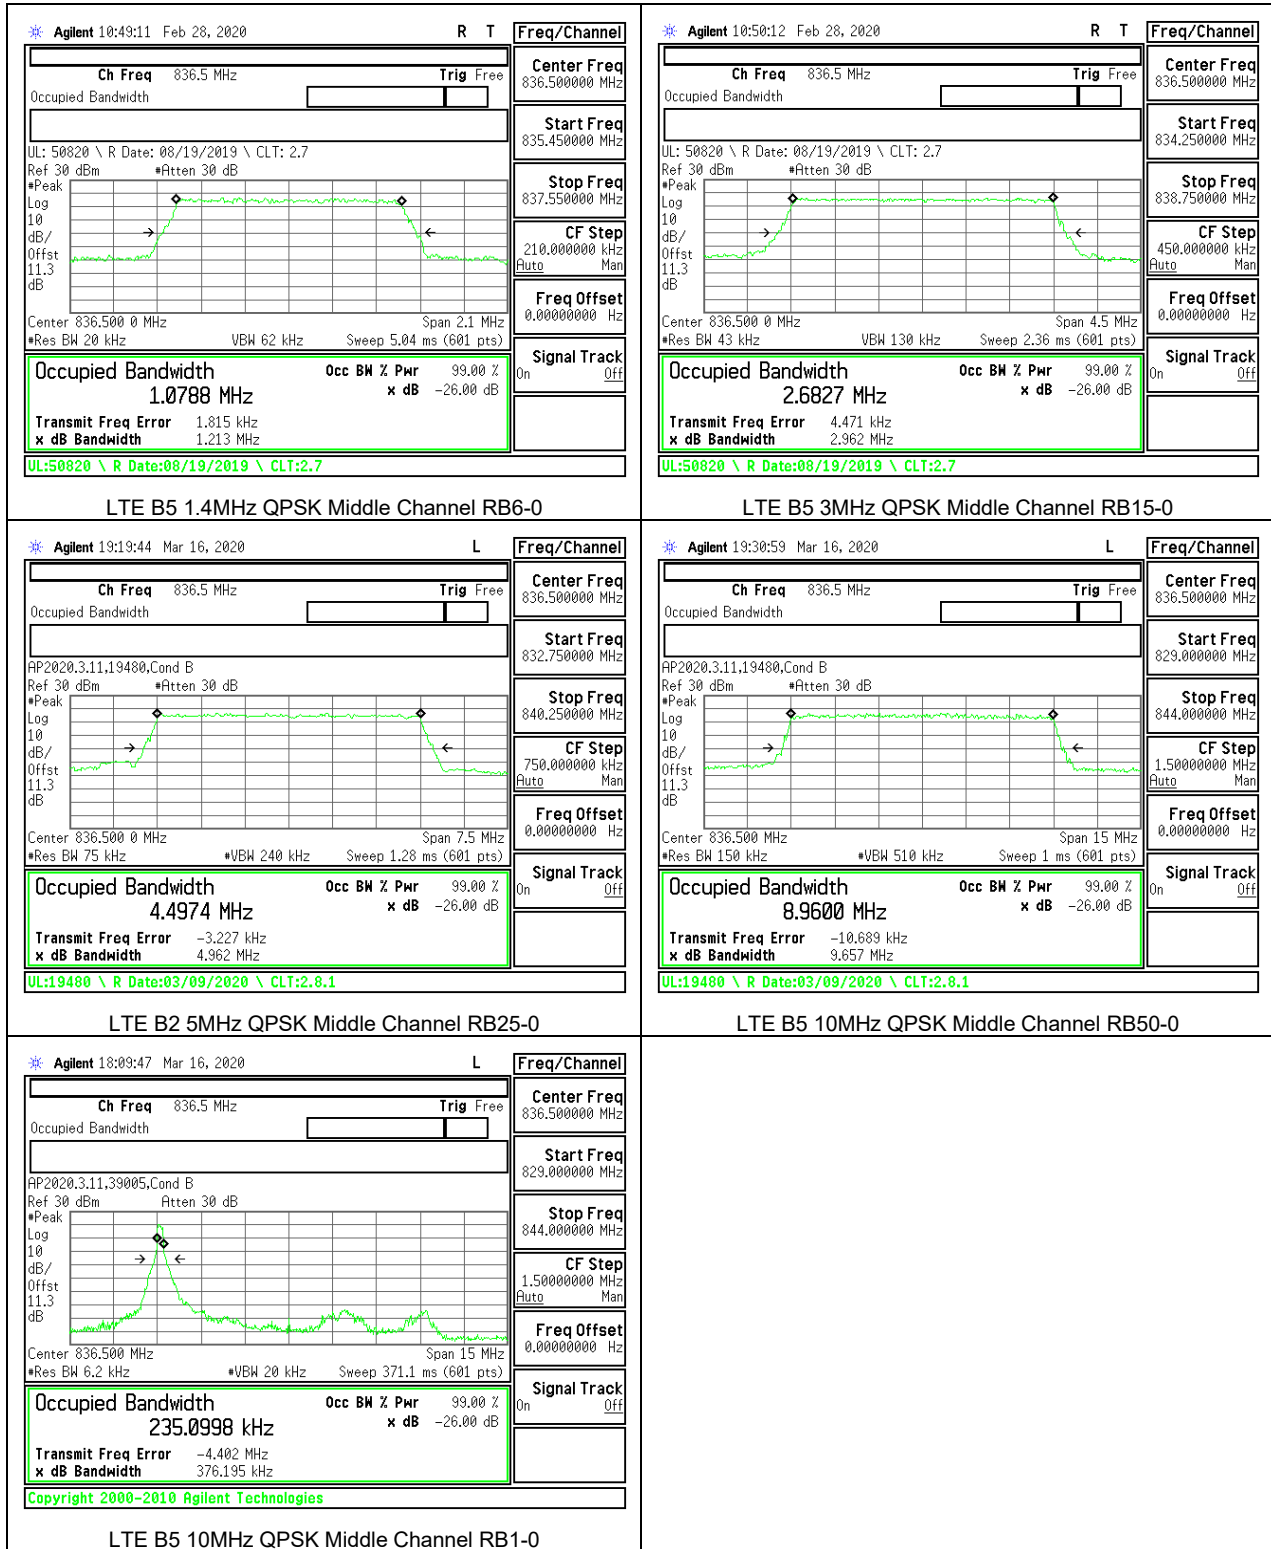 Agilent 10:49:11 Feb 28, 2020 R T Freq/Channel
Ch Freq 836.5 MHz Trig Free
Occupied Bandwidth
Center Freq
836.500000 MHz
Start Freq
835.450000 MHz
UL: 50820 \ R Date: 08/19/2019 \ CLT: 2.7
Ref 30 dBm #Atten 30 dB
#Peak
Log
10
dB/
Offst
11.3
dB
Stop Freq
837.550000 MHz
CF Step
210.000000 kHz
Auto Man
Freq Offset
0.00000000 Hz
Center 836.500 0 MHz Span 2.1 MHz
#Res BW 20 kHz VBW 62 kHz Sweep 5.04 ms (601 pts)
Signal Track
On Off
Occupied Bandwidth Occ BW % Pwr 99.00 %
1.0788 MHz x dB -26.00 dB
Transmit Freq Error 1.815 kHz
x dB Bandwidth 1.213 MHz
UL:50820 \ R Date:08/19/2019 \ CLT:2.7
LTE B5 1.4MHz QPSK Middle Channel RB6-0
Agilent 10:50:12 Feb 28, 2020 R T Freq/Channel
Ch Freq 836.5 MHz Trig Free
Occupied Bandwidth
Center Freq
836.500000 MHz
Start Freq
834.250000 MHz
UL: 50820 \ R Date: 08/19/2019 \ CLT: 2.7
Ref 30 dBm #Atten 30 dB
#Peak
Log
10
dB/
Offst
11.3
dB
Stop Freq
838.750000 MHz
CF Step
450.000000 kHz
Auto Man
Freq Offset
0.00000000 Hz
Center 836.500 0 MHz Span 4.5 MHz
#Res BW 43 kHz VBW 130 kHz Sweep 2.36 ms (601 pts)
Signal Track
On Off
Occupied Bandwidth Occ BW % Pwr 99.00 %
2.6827 MHz x dB -26.00 dB
Transmit Freq Error 4.471 kHz
x dB Bandwidth 2.962 MHz
UL:50820 \ R Date:08/19/2019 \ CLT:2.7
LTE B5 3MHz QPSK Middle Channel RB15-0
Agilent 19:19:44 Mar 16, 2020 L Freq/Channel
Ch Freq 836.5 MHz Trig Free
Occupied Bandwidth
Center Freq
836.500000 MHz
Start Freq
832.750000 MHz
AP2020.3.11,19480,Cond B
Ref 30 dBm #Atten 30 dB
#Peak
Log
10
dB/
Offst
11.3
dB
Stop Freq
840.250000 MHz
CF Step
750.000000 kHz
Auto Man
Freq Offset
0.00000000 Hz
Center 836.500 0 MHz Span 7.5 MHz
#Res BW 75 kHz #VBW 240 kHz Sweep 1.28 ms (601 pts)
Signal Track
On Off
Occupied Bandwidth Occ BW % Pwr 99.00 %
4.4974 MHz x dB -26.00 dB
Transmit Freq Error -3.227 kHz
x dB Bandwidth 4.962 MHz
UL:19480 \ R Date:03/09/2020 \ CLT:2.8.1
LTE B2 5MHz QPSK Middle Channel RB25-0
Agilent 19:30:59 Mar 16, 2020 L Freq/Channel
Ch Freq 836.5 MHz Trig Free
Occupied Bandwidth
Center Freq
836.500000 MHz
Start Freq
829.000000 MHz
AP2020.3.11,19480,Cond B
Ref 30 dBm #Atten 30 dB
#Peak
Log
10
dB/
Offst
11.3
dB
Stop Freq
844.000000 MHz
CF Step
1.50000000 MHz
Auto Man
Freq Offset
0.00000000 Hz
Center 836.500 MHz Span 15 MHz
#Res BW 150 kHz #VBW 510 kHz Sweep 1 ms (601 pts)
Signal Track
On Off
Occupied Bandwidth Occ BW % Pwr 99.00 %
8.9600 MHz x dB -26.00 dB
Transmit Freq Error -10.689 kHz
x dB Bandwidth 9.657 MHz
UL:19480 \ R Date:03/09/2020 \ CLT:2.8.1
LTE B5 10MHz QPSK Middle Channel RB50-0
Agilent 18:09:47 Mar 16, 2020 L Freq/Channel
Ch Freq 836.5 MHz Trig Free
Occupied Bandwidth
Center Freq
836.500000 MHz
Start Freq
829.000000 MHz
AP2020.3.11,39005,Cond B
Ref 30 dBm Atten 30 dB
#Peak
Log
10
dB/
Offst
11.3
dB
Stop Freq
844.000000 MHz
CF Step
1.50000000 MHz
Auto Man
Freq Offset
0.00000000 Hz
Center 836.500 MHz Span 15 MHz
#Res BW 6.2 kHz #VBW 20 kHz Sweep 371.1 ms (601 pts)
Signal Track
On Off
Occupied Bandwidth Occ BW % Pwr 99.00 %
235.0998 kHz x dB -26.00 dB
Transmit Freq Error -4.402 MHz
x dB Bandwidth 376.195 kHz
Copyright 2000-2010 Agilent Technologies
LTE B5 10MHz QPSK Middle Channel RB1-0